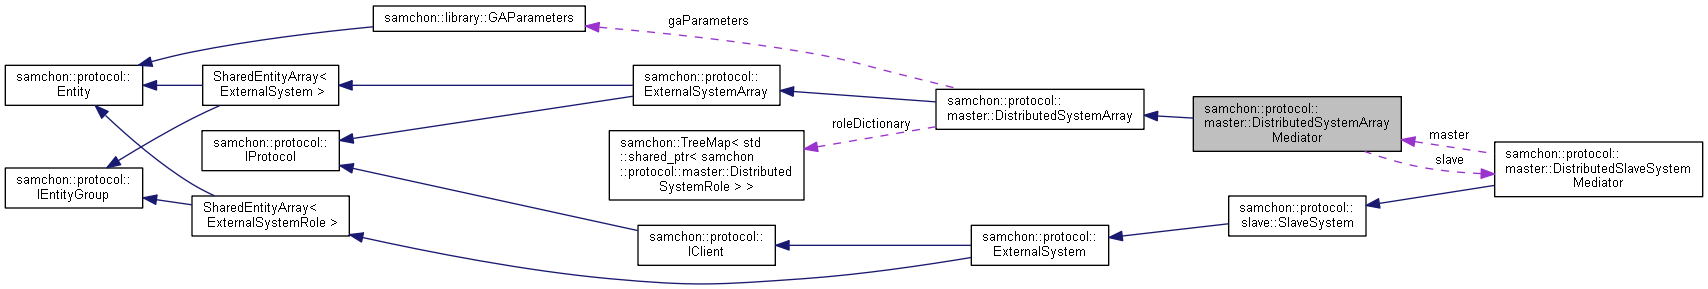 samchon::library::GAParameters
gaParameters
samchon::protocol::
Entity
SharedEntityArray<
ExternalSystem >
samchon::protocol::
ExternalSystemArray
samchon::protocol::
master::DistributedSystemArray
samchon::protocol::
master::DistributedSystemArray
Mediator
roleDictionary
samchon::protocol::
IProtocol
samchon::TreeMap< std
::shared_ptr< samchon
::protocol::master::Distributed
SystemRole > >
master
slave
samchon::protocol::
master::DistributedSlaveSystem
Mediator
samchon::protocol::
IEntityGroup
SharedEntityArray<
ExternalSystemRole >
samchon::protocol::
slave::SlaveSystem
samchon::protocol::
IClient
samchon::protocol::
ExternalSystem